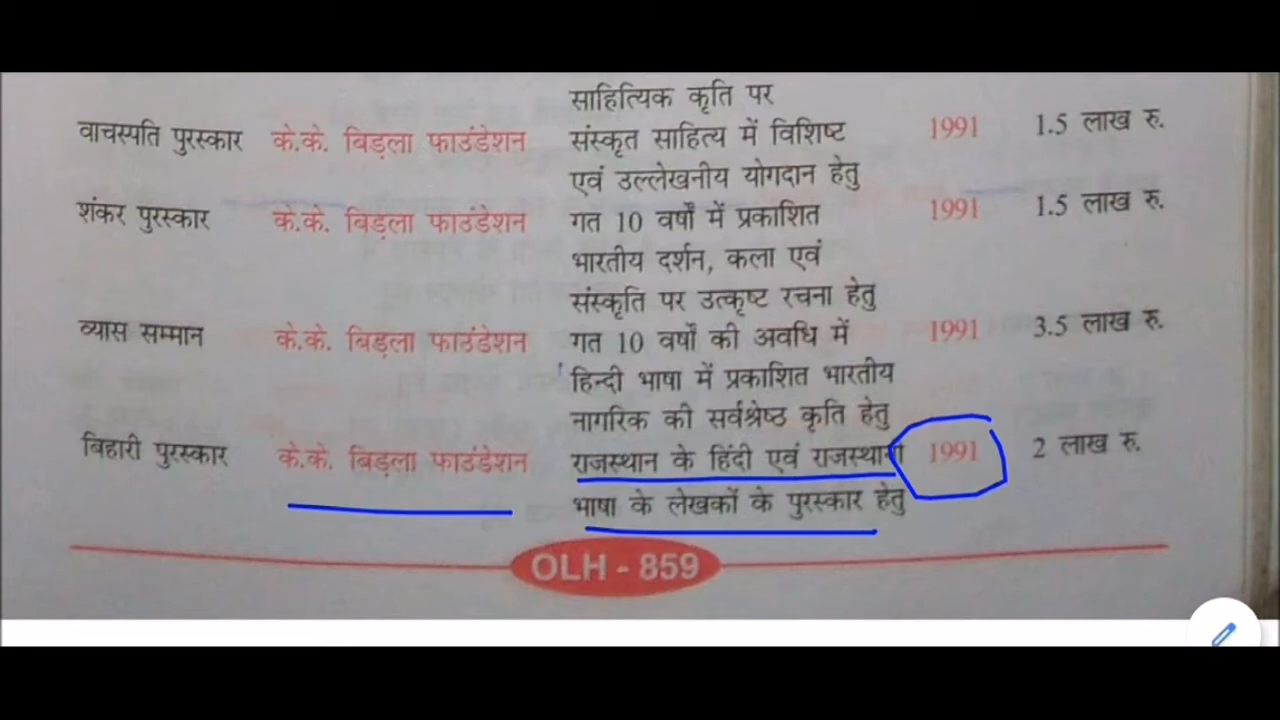 साहित्यिक कृति पर
वाचस्पति पुरस्कार के.के. बिड़ला फाउंडेशन संस्कृत साहित्य में विशिष्ट 1991 1.5 लाख रु.
एवं उल्लेखनीय योगदान हेतु
शंकर पुरस्कार के.के. बिड़ला फाउंडेशन गत 10 वर्षों में प्रकाशित 1991 1.5 लाख रु.
भारतीय दर्शन, कला एवं
संस्कृति पर उत्कृष्ट रचना हेतु
व्यास सम्मान के.के. बिड़ला फाउंडेशन गत 10 वर्षों की अवधि में 1991 3.5 लाख रु.
हिन्दी भाषा में प्रकाशित भारतीय
नागरिक की सर्वश्रेष्ठ कृति हेतु
बिहारी पुरस्कार के.के. बिड़ला फाउंडेशन राजस्थान के हिंदी एवं राजस्थानी 1991 2 लाख रु.
भाषा के लेखकों के पुरस्कार हेतु
OLH - 859